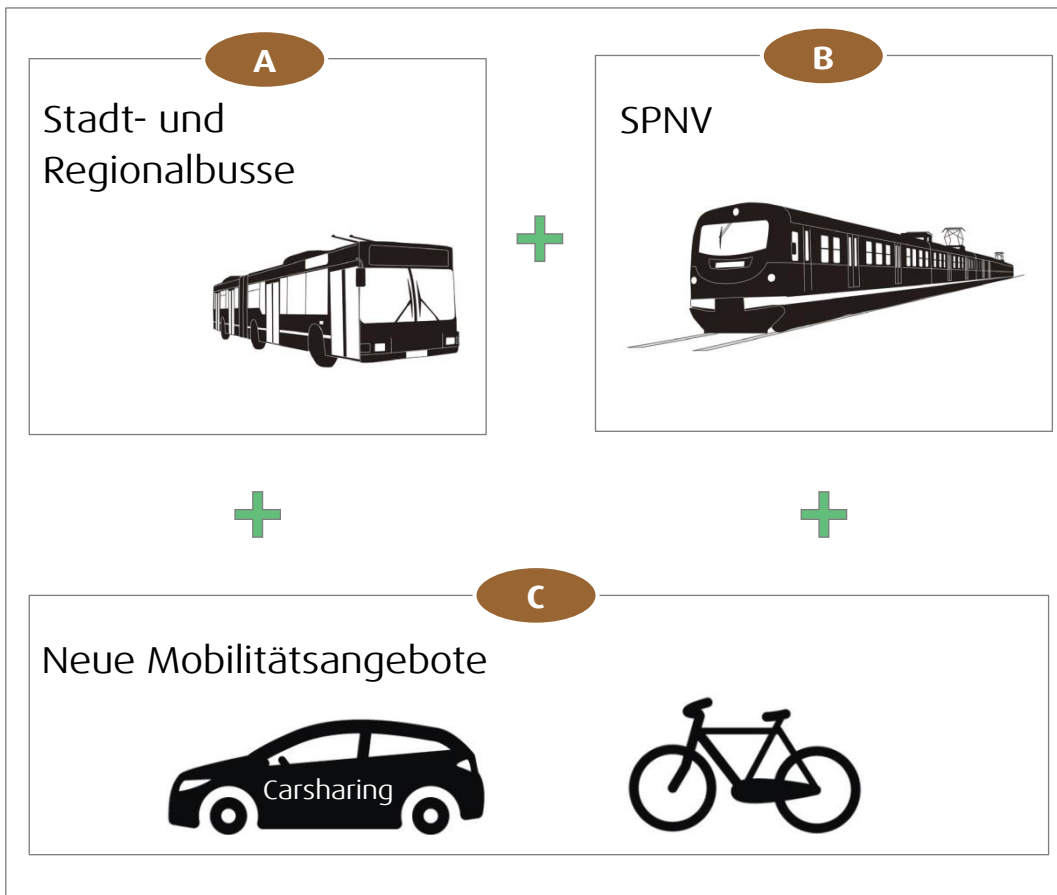 A
Stadt- und
Regionalbusse
B
SPNV
C
Neue Mobilitätsangebote
Carsharing